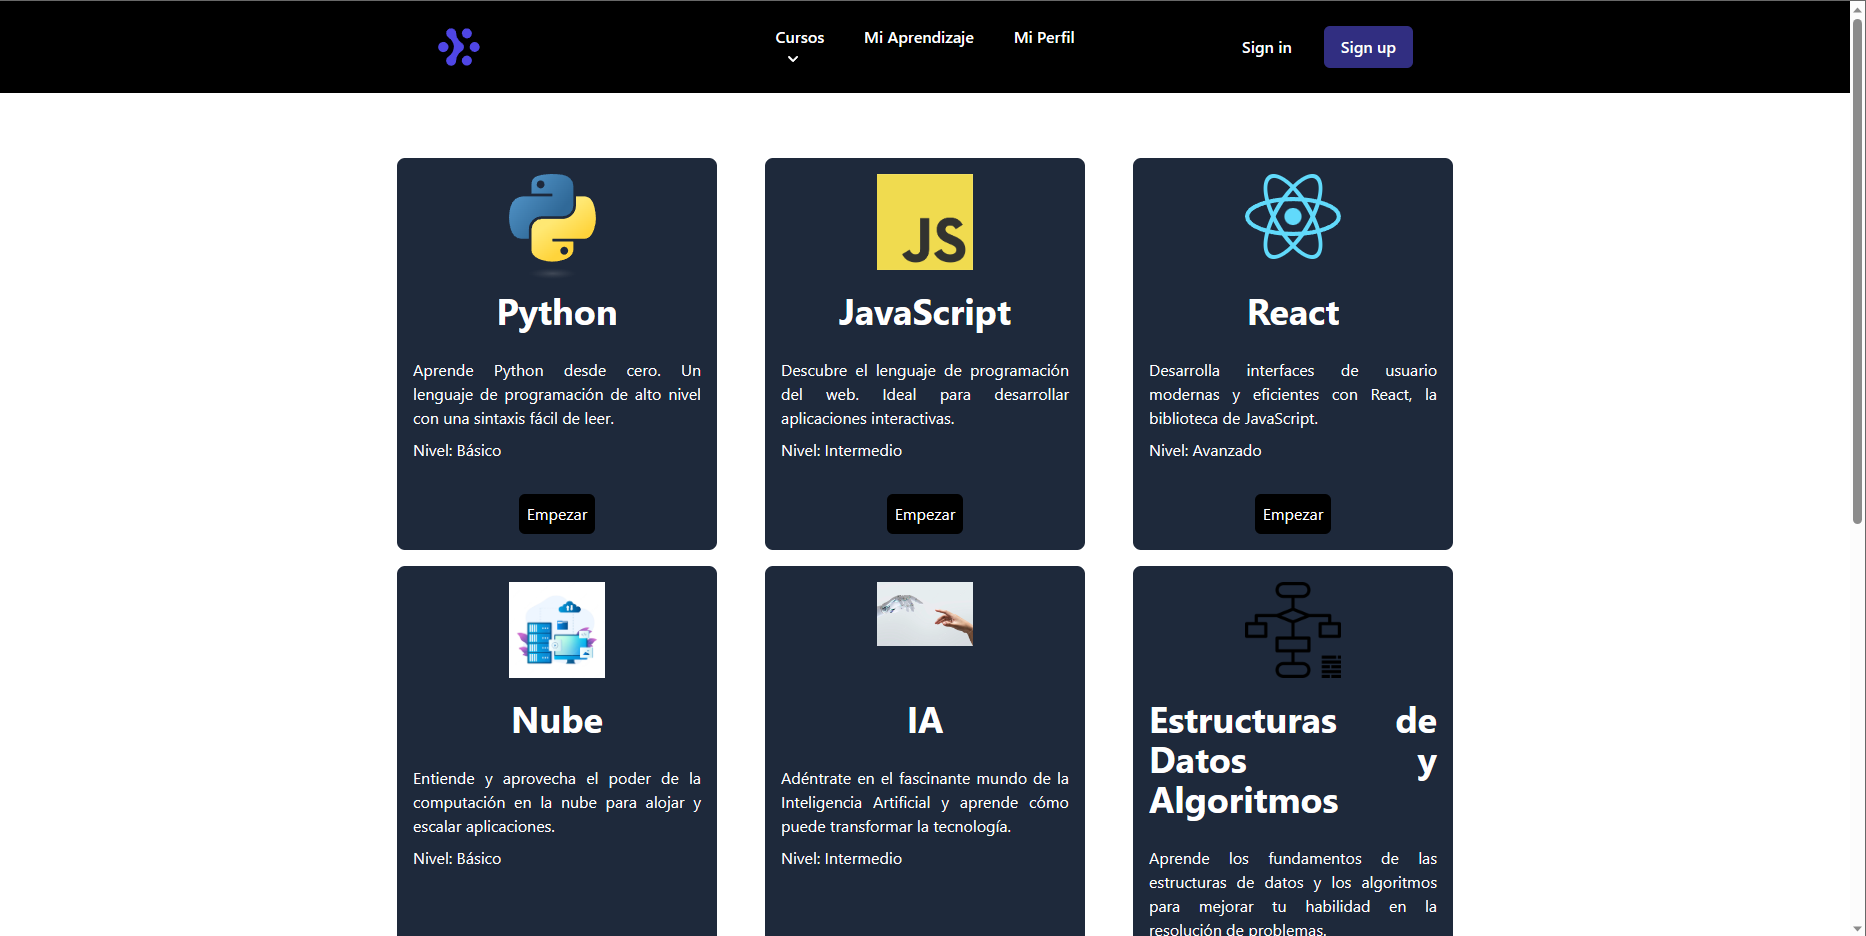 Cursos
Mi Aprendizaje
Mi Perfil
Sign in
Sign up
JS
Python
Aprende Python desde cero. Un
lenguaje de programación de alto nivel
con una sintaxis fácil de leer.
Nivel: Básico
Empezar
JavaScript
Descubre el lenguaje de programación
del web. Ideal para desarrollar
aplicaciones interactivas.
Nivel: Intermedio
Empezar
React
Desarrolla interfaces de usuario
modernas y eficientes con React, la
biblioteca de JavaScript.
Nivel: Avanzado
Empezar
Nube
Entiende y aprovecha el poder de la
computación en la nube para alojar y
escalar aplicaciones.
Nivel: Básico
IA
Adéntrate en el fascinante mundo de la
Inteligencia Artificial y aprende cómo
puede transformar la tecnología.
Nivel: Intermedio
Estructuras de
Datos y
Algoritmos
Aprende los fundamentos de las
estructuras de datos y los algoritmos
para mejorar tu habilidad en la
resolución de problemas.